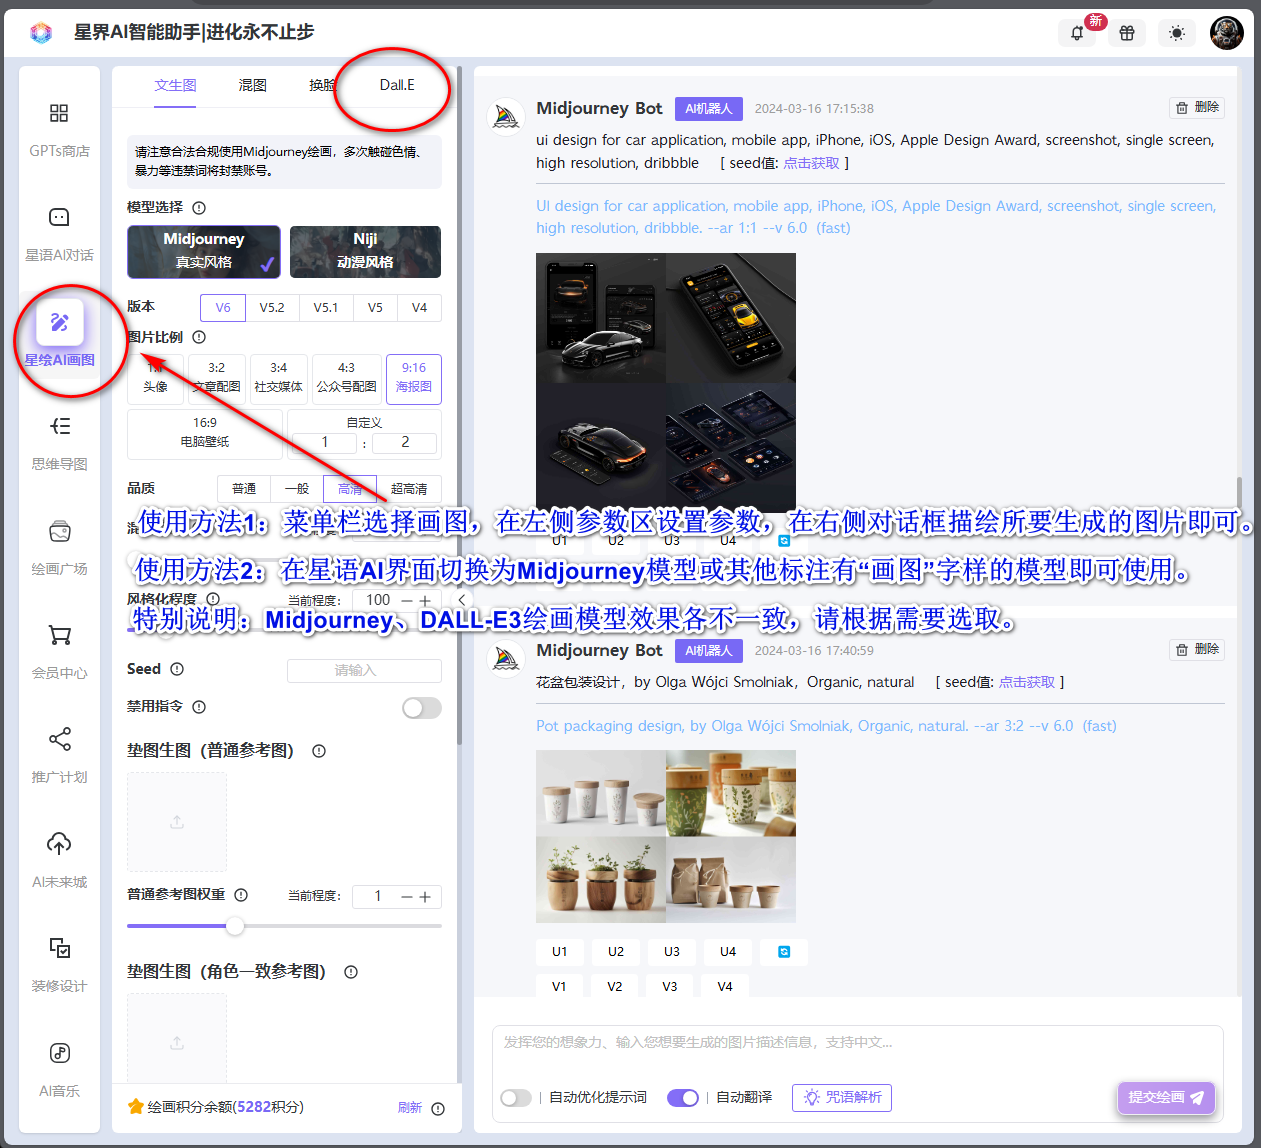 星界AI智能助手|进化永不止步
新
GPTs商店
星语AI对话
星绘AI画图
思维导图
绘画广场
会员中心
推广计划
AI未来城
装修设计
AI音乐
文生图 混图 换脸 Dall.E
请注意合法合规使用Midjourney绘画，多次触碰色情、
暴力等违禁词将封禁账号。
模型选择
Midjourney
真实风格
Niji
动漫风格
版本 V6 V5.2 V5.1 V5 V4
图片比例
1:1 3:2 3:4 4:3 9:16
头像 文章配图 社交媒体 公众号配图 海报图
16:9
电脑壁纸
自定义
1 : 2
品质 普通 一般 高清 超高清
使用方法1：菜单栏选择画图，在左侧参数区设置参数，在右侧对话框描绘所要生成的图片即可。
使用方法2：在星语AI界面切换为Midjourney模型或其他标注有“画图”字样的模型即可使用。
风格化程度 当前程度： 100
特别说明：Midjourney、DALL-E3绘画模型效果各不一致，请根据需要选取。
Seed 请输入
禁用指令
垫图生图（普通参考图）
普通参考图权重 当前程度： 1
垫图生图（角色一致参考图）
绘画积分余额(5282积分) 刷新
Midjourney Bot AI机器人 2024-03-16 17:15:38 删除
ui design for car application, mobile app, iPhone, iOS, Apple Design Award, screenshot, single screen,
high resolution, dribbble [ seed值: 点击获取 ]
UI design for car application, mobile app, iPhone, iOS, Apple Design Award, screenshot, single screen,
high resolution, dribbble. --ar 1:1 --v 6.0 (fast)
U1 U2 U3 U4
Midjourney Bot AI机器人 2024-03-16 17:40:59 删除
花盆包装设计，by Olga Wójci Smolniak，Organic, natural [ seed值: 点击获取 ]
Pot packaging design, by Olga Wójci Smolniak, Organic, natural. --ar 3:2 --v 6.0 (fast)
U1 U2 U3 U4
V1 V2 V3 V4
发挥您的想象力、输入您想要生成的图片描述信息，支持中文...
自动优化提示词 自动翻译 咒语解析 提交绘画